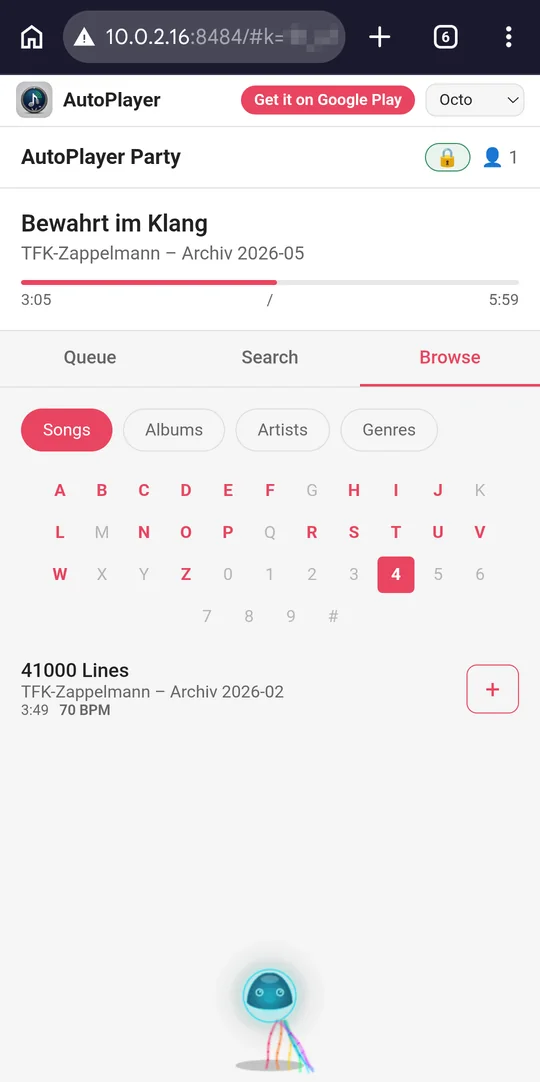 10.0.2.16:8484/#k=
6
AutoPlayer
Get it on Google Play
Octo
AutoPlayer Party
1
Bewahrt im Klang
TFK-Zappelmann – Archiv 2026-05
3:05 / 5:59
Queue Search Browse
Songs Albums Artists Genres
A B C D E F G H I J K
L M N O P Q R S T U V
W X Y Z 0 1 2 3 4 5 6
7 8 9 #
41000 Lines
TFK-Zappelmann – Archiv 2026-02
3:49 70 BPM
+